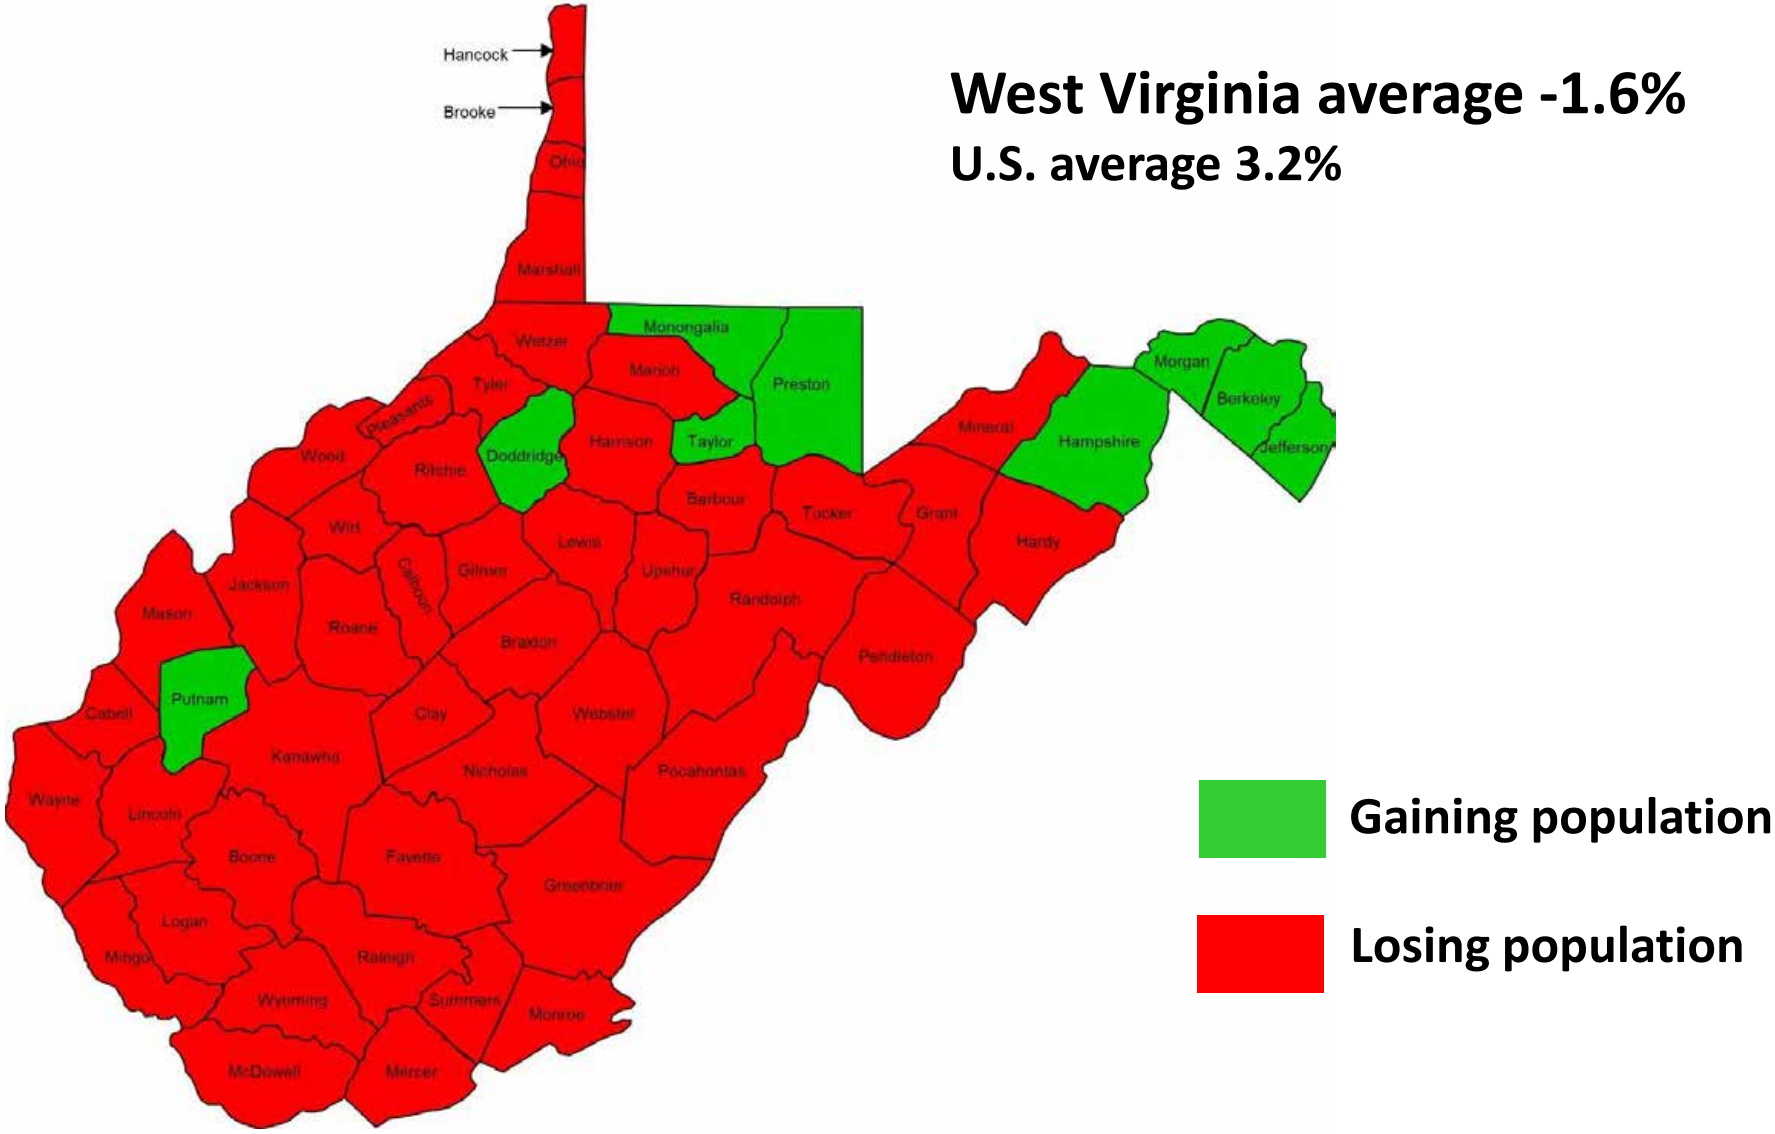 Hancock
West Virginia average -1.6%
Brooke
U.S. average 3.2%
Ohio
Marshall
Monongalia
Wetzel
Morgan
Marion
Tyler
Preston
Berkeley
Pleasants
Mineral
Wood
Harrison
Taylor
Hampshire
Jefferson
Doddridge
Ritchie
Barbour
Tucker
Grant
Wirt
Lewis
Hardy
Gilmer
Upshur
Jackson
Calhoun
Randolph
Mason
Roane
Braxton
Pendleton
Putnam
Cabell
Clay
Webster
Kanawha
Nicholas
Pocahontas
Wayne
Lincoln
Gaining population
Boone
Fayette
Greenbrier
Logan
Losing population
Mingo
Raleigh
Wyoming
Summers
Monroe
McDowell
Mercer